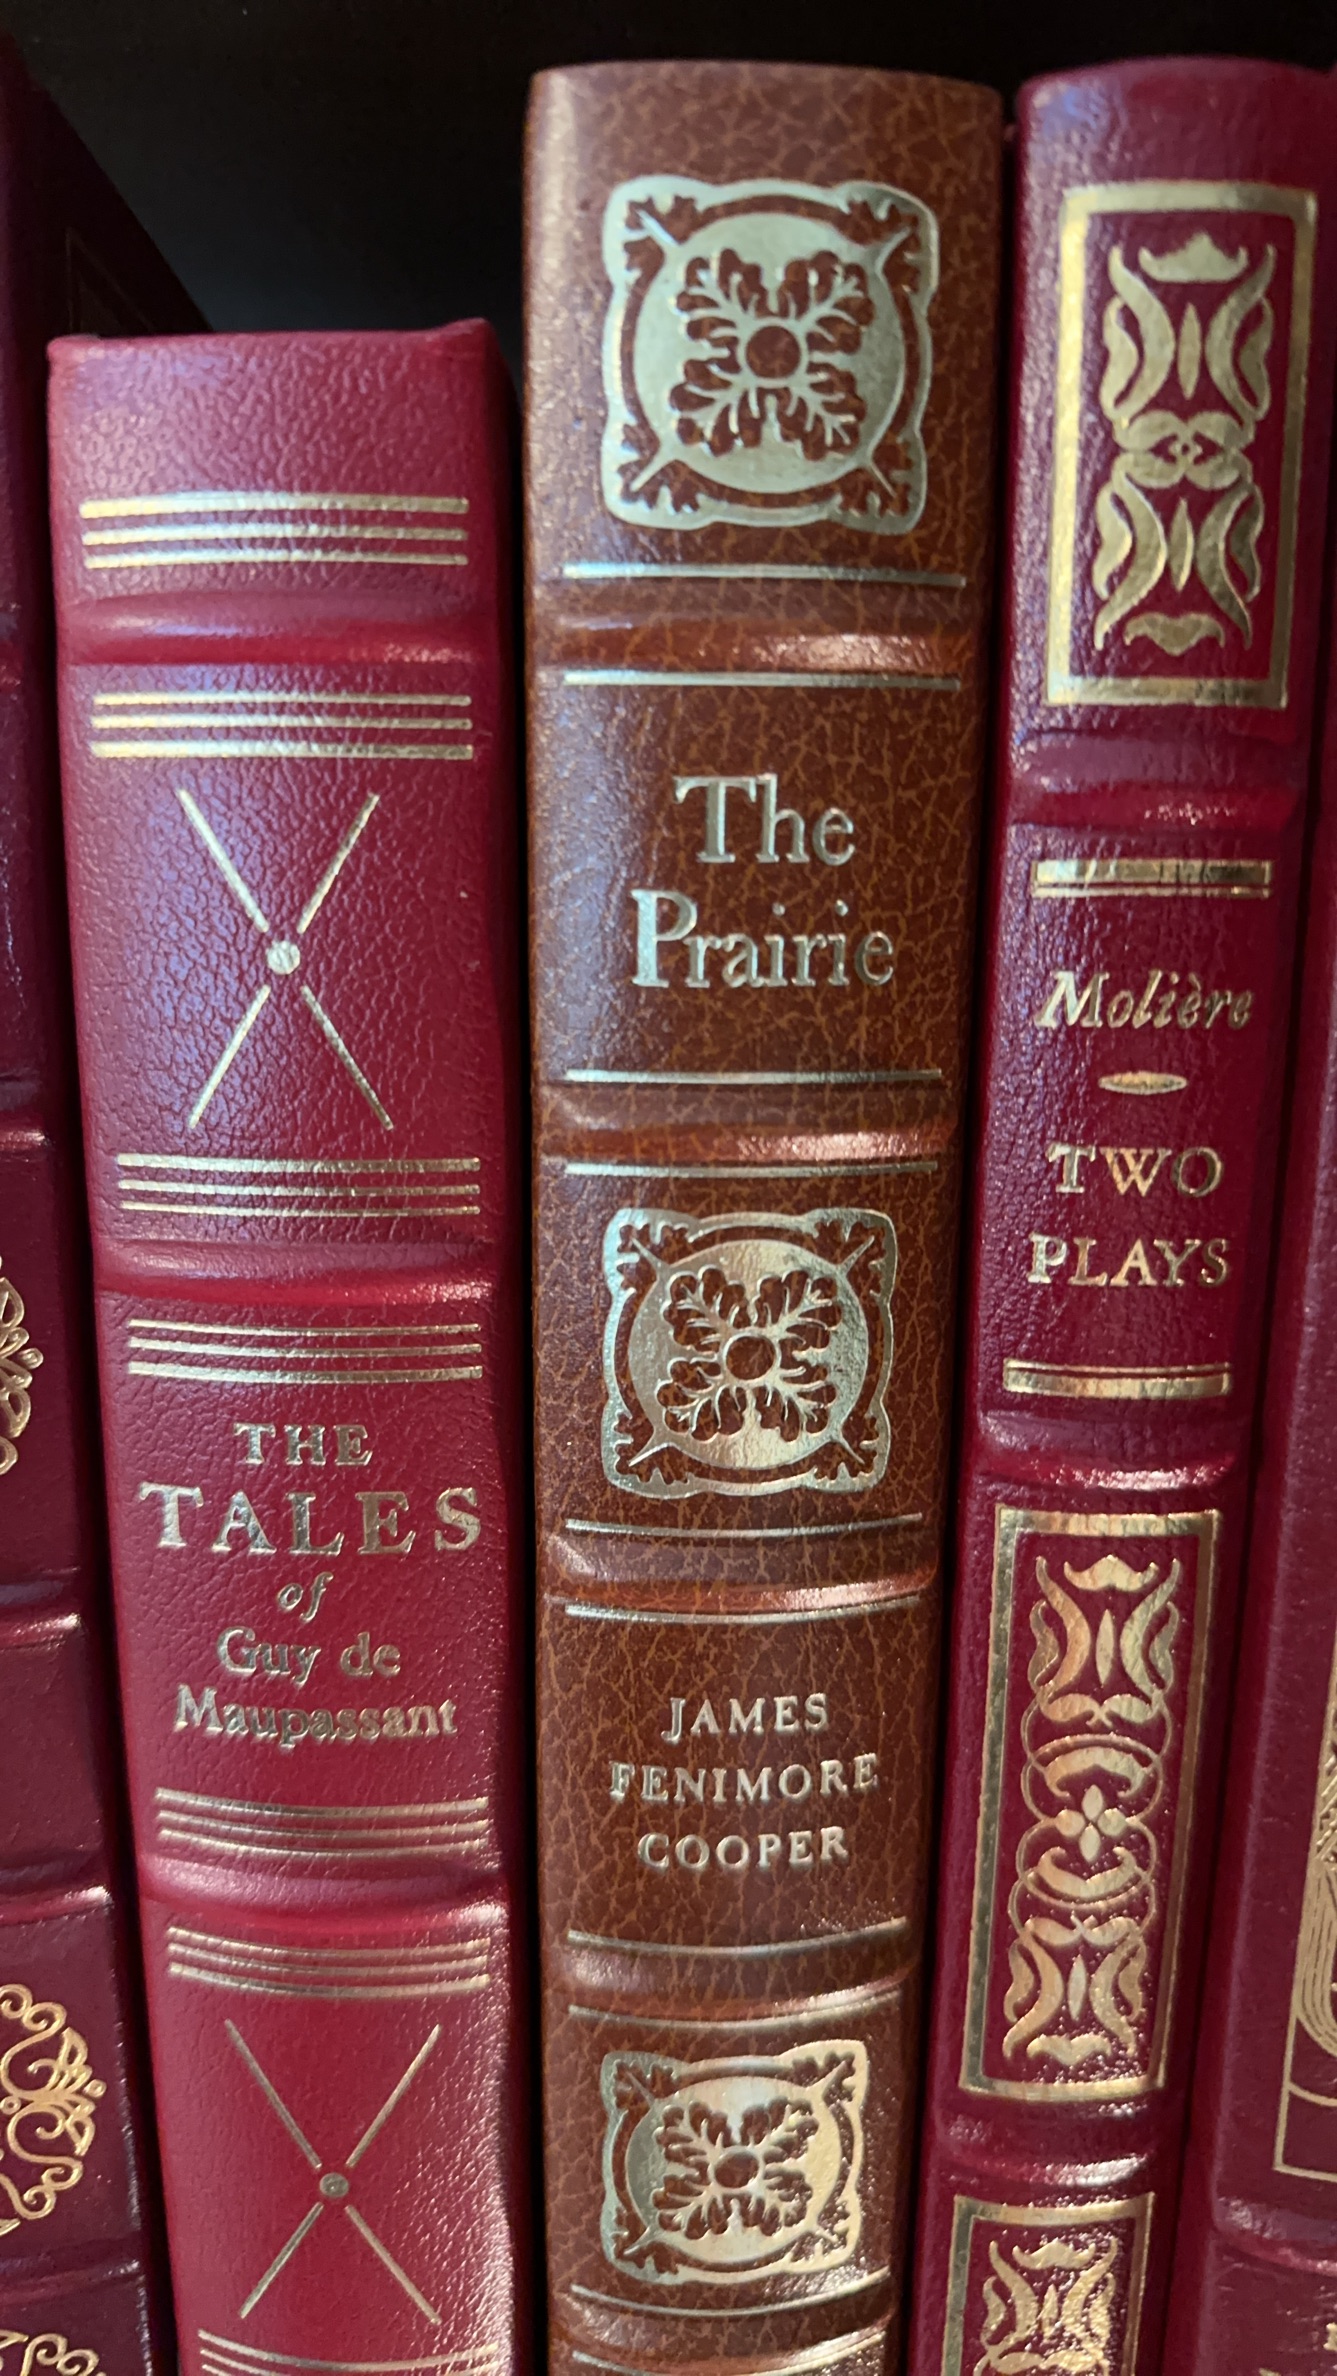 THE
TALES
of
Guy de
Maupassant
The
Prairie
JAMES
FENIMORE
COOPER
Molière
TWO
PLAYS